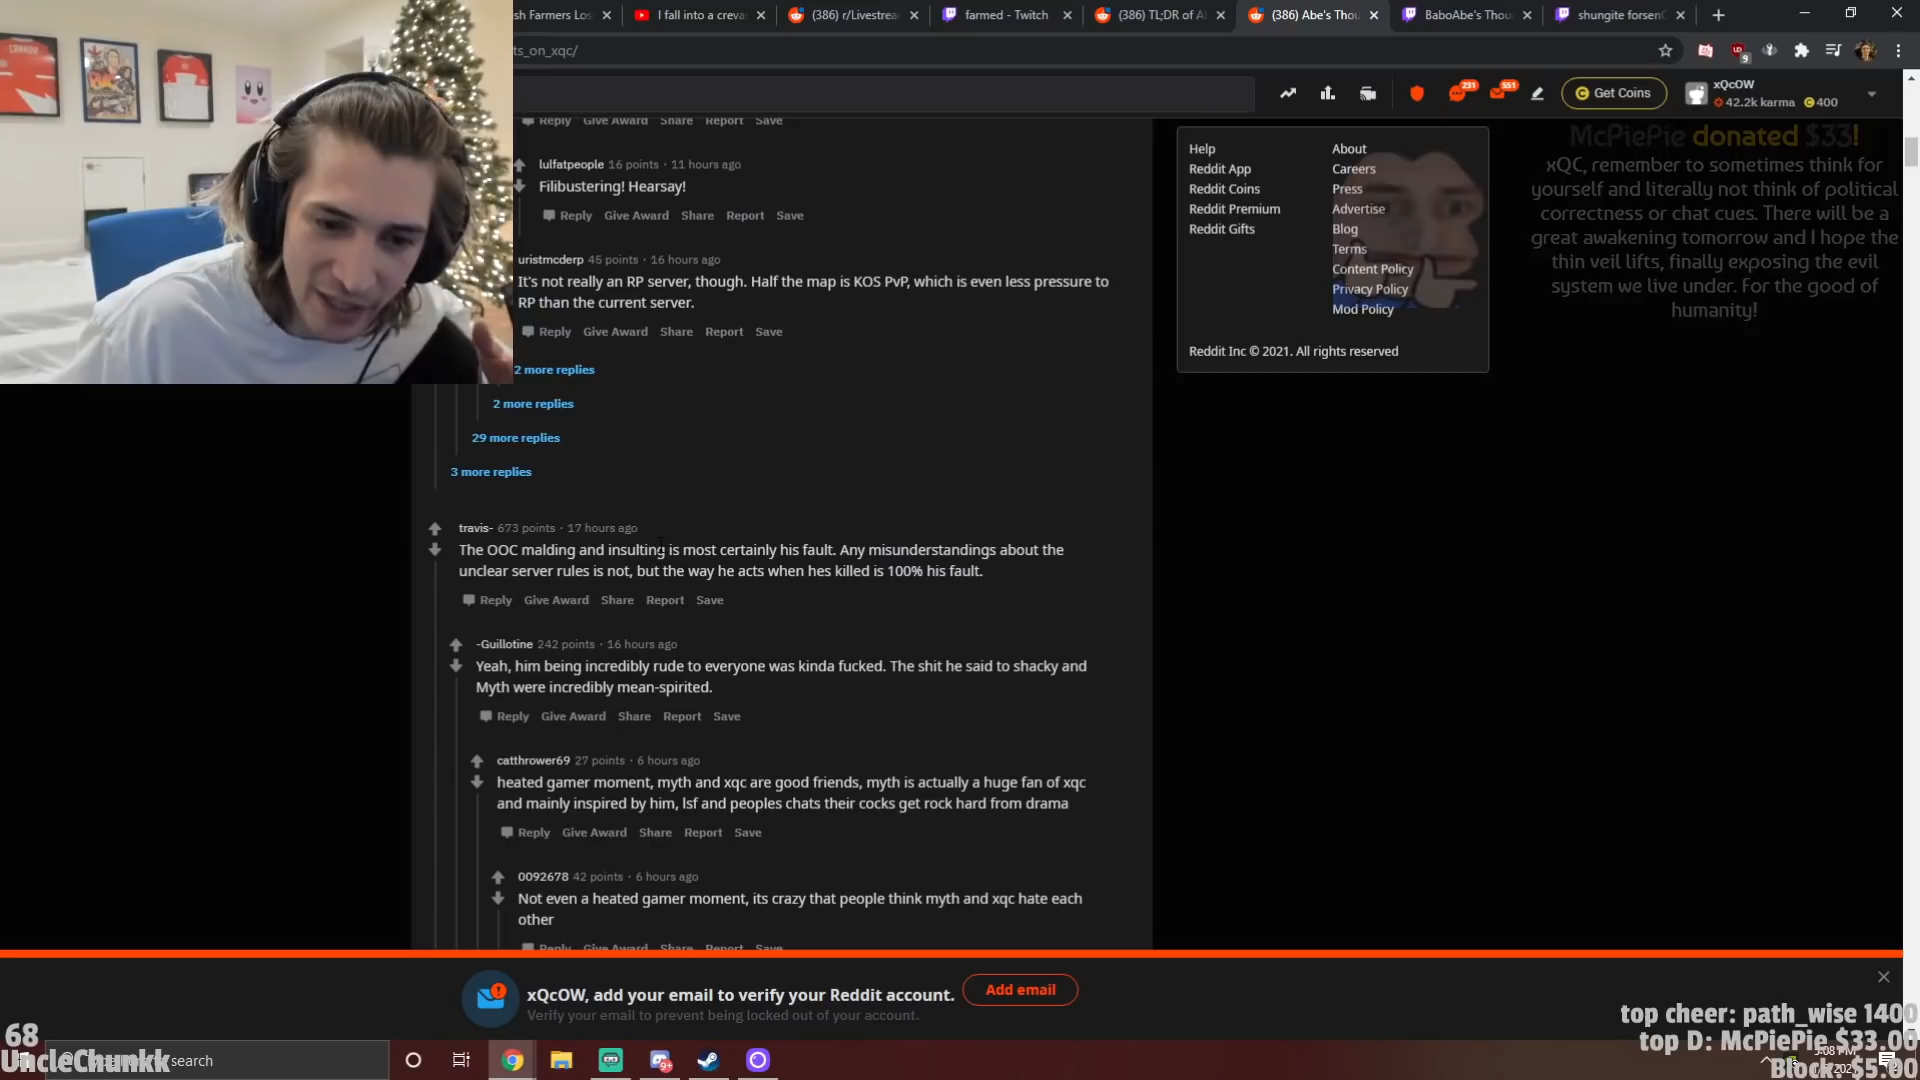 sh Farmers Los
I fall into a creva
(386) r/Livestrea
farmed - Twitch
(386) TL;DR of A
(386) Abe's Thou
BaboAbe's Thou
shungite forsen
ts_on_xqc/
9
231
551
Get Coins
xQcOW
42.2k karma 400
CANADA
Reply Give Award Share Report Save
lulfatpeople 16 points · 11 hours ago
Filibustering! Hearsay!
Reply Give Award Share Report Save
uristmcderp 45 points · 16 hours ago
It's not really an RP server, though. Half the map is KOS PvP, which is even less pressure to
RP than the current server.
Reply Give Award Share Report Save
2 more replies
2 more replies
29 more replies
3 more replies
travis- 673 points · 17 hours ago
The OOC malding and insulting is most certainly his fault. Any misunderstandings about the
unclear server rules is not, but the way he acts when hes killed is 100% his fault.
Reply Give Award Share Report Save
-Guillotine 242 points · 16 hours ago
Yeah, him being incredibly rude to everyone was kinda fucked. The shit he said to shacky and
Myth were incredibly mean-spirited.
Reply Give Award Share Report Save
catthrower69 27 points · 6 hours ago
heated gamer moment, myth and xqc are good friends, myth is actually a huge fan of xqc
and mainly inspired by him, lsf and peoples chats their cocks get rock hard from drama
Reply Give Award Share Report Save
0092678 42 points · 6 hours ago
Not even a heated gamer moment, its crazy that people think myth and xqc hate each
other
Reply Give Award Share Report Save
Help
Reddit App
Reddit Coins
Reddit Premium
Reddit Gifts
About
Careers
Press
Advertise
Blog
Terms
Content Policy
Privacy Policy
Mod Policy
Reddit Inc © 2021. All rights reserved
McPiePie donated $33!
xQC, remember to sometimes think for
yourself and literally not think of political
correctness or chat cues. There will be a
great awakening tomorrow and I hope the
thin veil lifts, finally exposing the evil
system we live under. For the good of
humanity!
xQcOW, add your email to verify your Reddit account.
Verify your email to prevent being locked out of your account.
Add email
68
UncleChunkk
search
9+
top cheer: path_wise 1400
top D: McPiePie $33.00
Block: $5.00